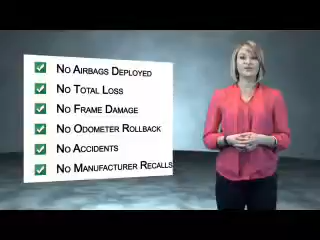 No Airbags Deployed
No Total Loss
No Frame Damage
No Odometer Rollback
No Accidents
No Manufacturer Recalls